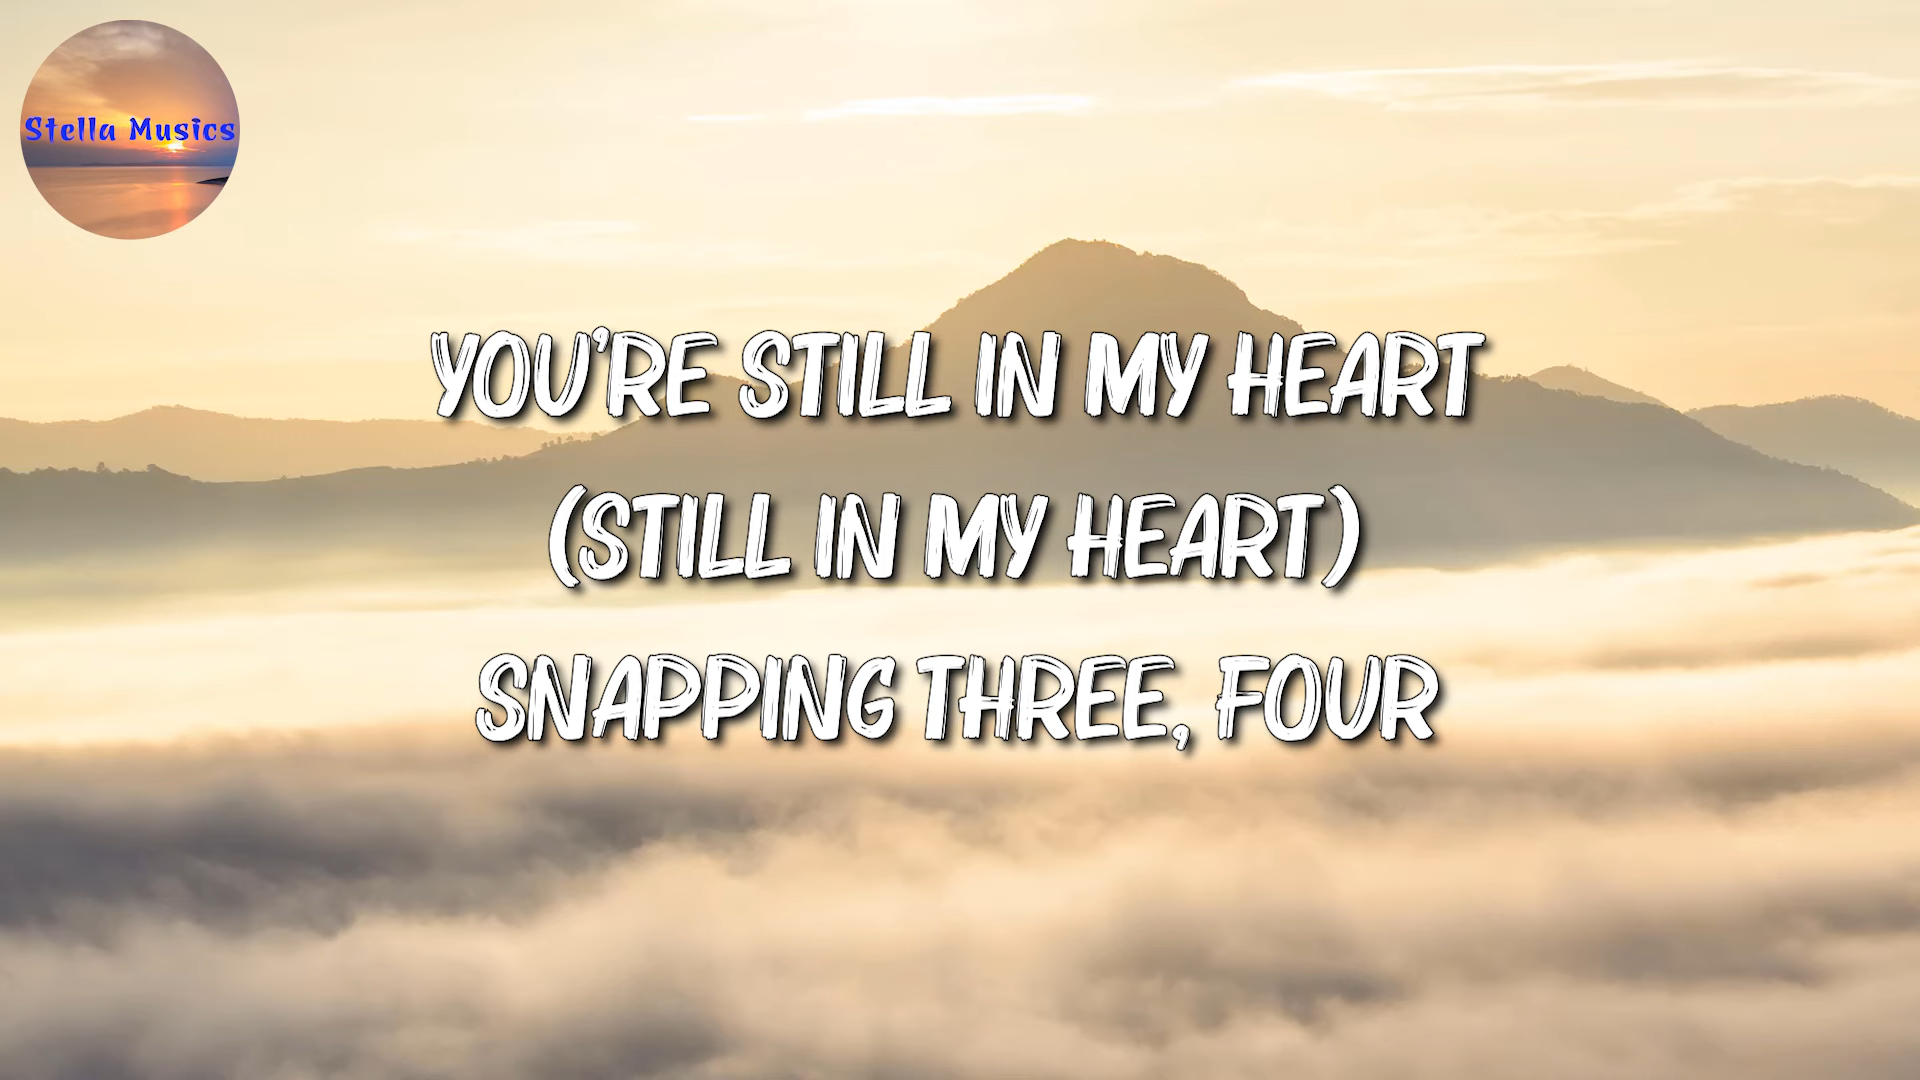 Stella Musics
YOU'RE STILL IN MY HEART
(STILL IN MY HEART)
SNAPPING THREE, FOUR